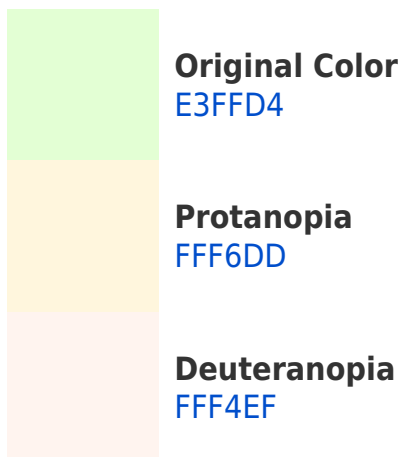 Original Color
E3FFD4
Protanopia
FFF6DD
Deuteranopia
FFF4EF